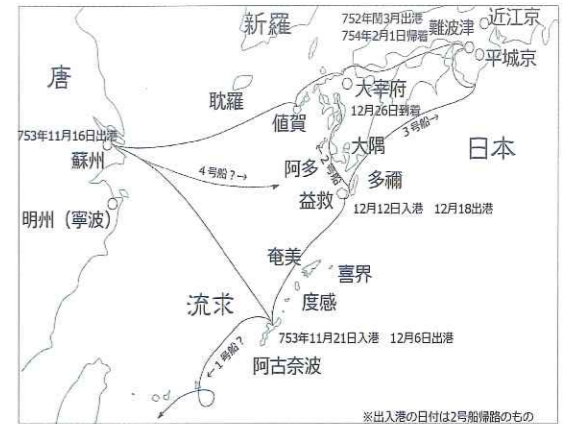 新羅
752年閏3月出港
754年2月1日帰着
難波津
近江京
平城京
唐
耽羅
大宰府
12月26日到着
値賀
3号船→
753年11月16日出港
蘇州
大隅
日本
←2号船
4号船?→
阿多
多禰
益救
12月12日入港 12月18出港
明州（寧波）
奄美
喜界
流求
度感
753年11月21日入港 12月6日出港
←1号船?
阿古奈波
※出入港の日付は2号船帰路のもの